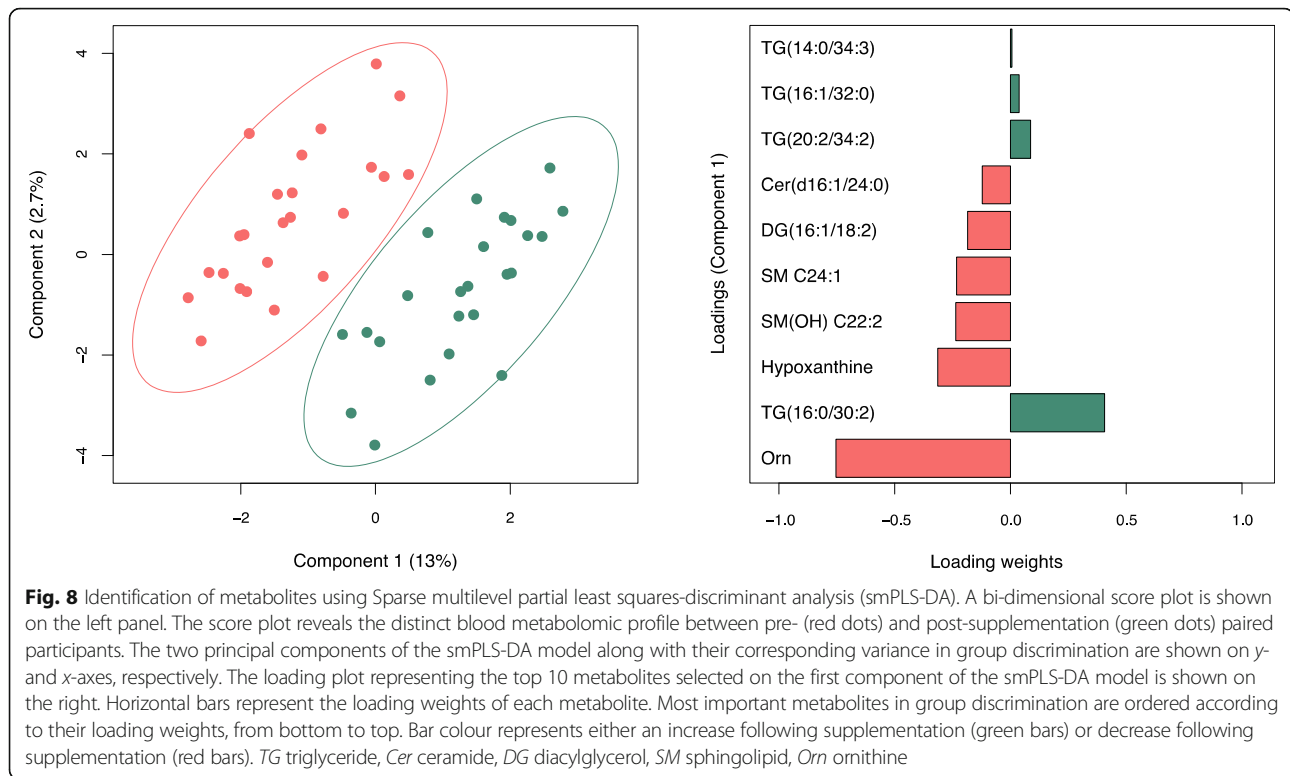 4
2
0
−2
−4
Component 2 (2.7%)
−2
0
2
Component 1 (13%)
Loadings (Component 1)
TG(14:0/34:3)
TG(16:1/32:0)
TG(20:2/34:2)
Cer(d16:1/24:0)
DG(16:1/18:2)
SM C24:1
SM(OH) C22:2
Hypoxanthine
TG(16:0/30:2)
Orn
−1.0
−0.5
0.0
0.5
1.0
Loading weights
Fig. 8 Identification of metabolites using Sparse multilevel partial least squares-discriminant analysis (smPLS-DA). A bi-dimensional score plot is shown
on the left panel. The score plot reveals the distinct blood metabolomic profile between pre- (red dots) and post-supplementation (green dots) paired
participants. The two principal components of the smPLS-DA model along with their corresponding variance in group discrimination are shown on y-
and x-axes, respectively. The loading plot representing the top 10 metabolites selected on the first component of the smPLS-DA model is shown on
the right. Horizontal bars represent the loading weights of each metabolite. Most important metabolites in group discrimination are ordered according
to their loading weights, from bottom to top. Bar colour represents either an increase following supplementation (green bars) or decrease following
supplementation (red bars). TG triglyceride, Cer ceramide, DG diacylglycerol, SM sphingolipid, Orn ornithine